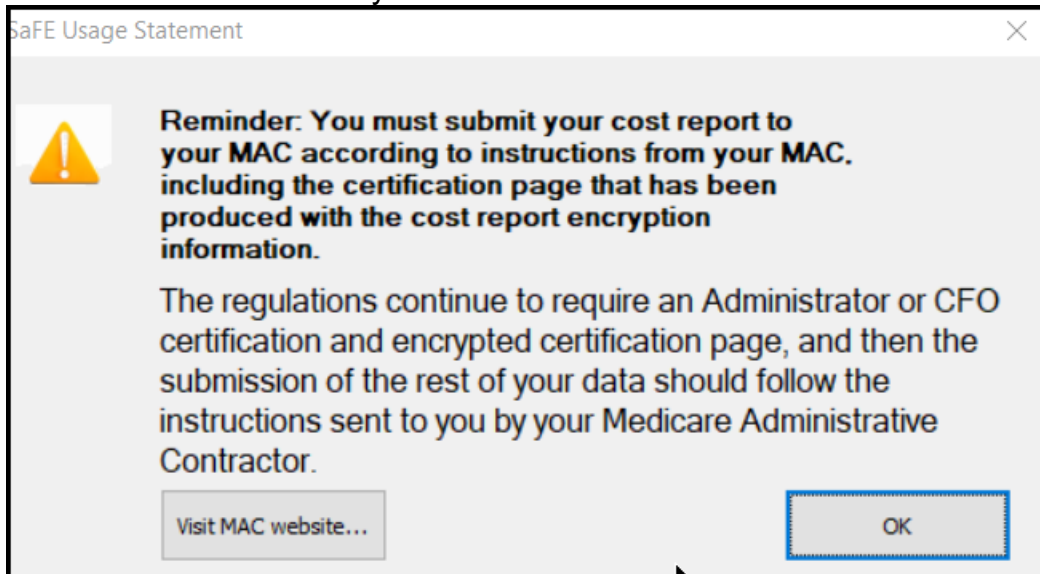 SaFE Usage Statement
Reminder: You must submit your cost report to
your MAC according to instructions from your MAC,
including the certification page that has been
produced with the cost report encryption
information.
The regulations continue to require an Administrator or CFO
certification and encrypted certification page, and then the
submission of the rest of your data should follow the
instructions sent to you by your Medicare Administrative
Contractor.
Visit MAC website...
OK